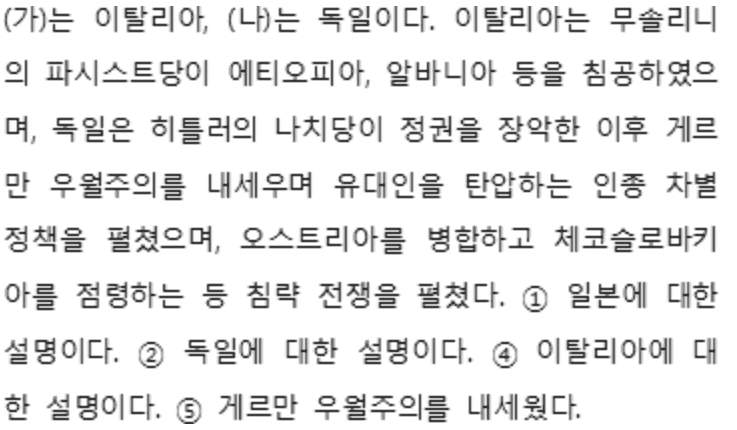 (가)는 이탈리아, (나)는 독일이다. 이탈리아는 무솔리니
의 파시스트당이 에티오피아, 알바니아 등을 침공하였으
며, 독일은 히틀러의 나치당이 정권을 장악한 이후 게르
만 우월주의를 내세우며 유대인을 탄압하는 인종 차별
정책을 펼쳤으며, 오스트리아를 병합하고 체코슬로바키
아를 점령하는 등 침략 전쟁을 펼쳤다. ① 일본에 대한
설명이다. ② 독일에 대한 설명이다. ④ 이탈리아에 대
한 설명이다. ⑤ 게르만 우월주의를 내세웠다.